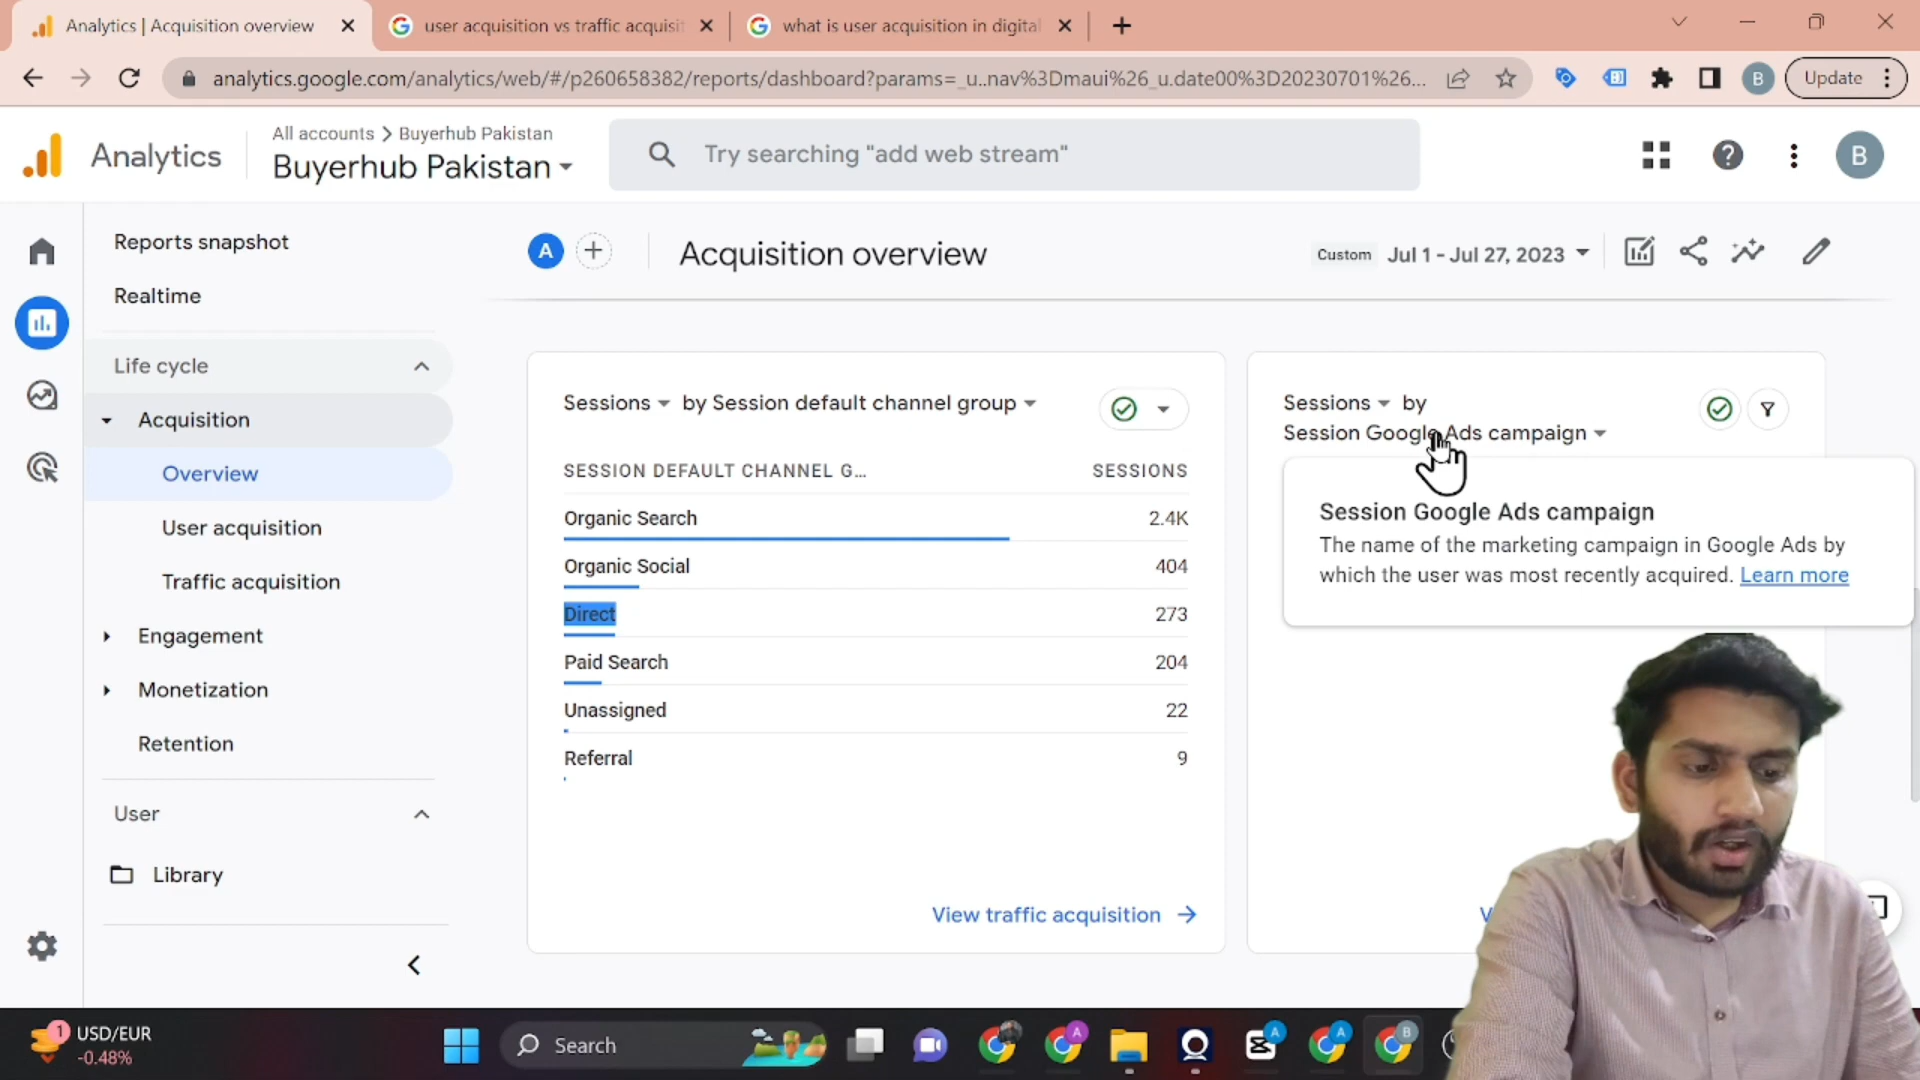 Analytics | Acquisition overview
user acquisition vs traffic acquisit
what is user acquisition in digital
analytics.google.com/analytics/web/#/p260658382/reports/dashboard?params=_u..nav%3Dmaui%26_u.date00%3D20230701%26...
B
Update
Analytics
All accounts > Buyerhub Pakistan
Buyerhub Pakistan
Try searching "add web stream"
B
Reports snapshot
Realtime
Life cycle
Acquisition
Overview
User acquisition
Traffic acquisition
Engagement
Monetization
Retention
User
Library
A
Acquisition overview
Custom Jul 1 - Jul 27, 2023
Sessions by Session default channel group
SESSION DEFAULT CHANNEL G... SESSIONS
Organic Search 2.4K
Organic Social 404
Direct 273
Paid Search 204
Unassigned 22
Referral 9
View traffic acquisition
Sessions by
Session Google Ads campaign
Session Google Ads campaign
The name of the marketing campaign in Google Ads by
which the user was most recently acquired. Learn more
1
USD/EUR
-0.48%
Search
A
A
A
B